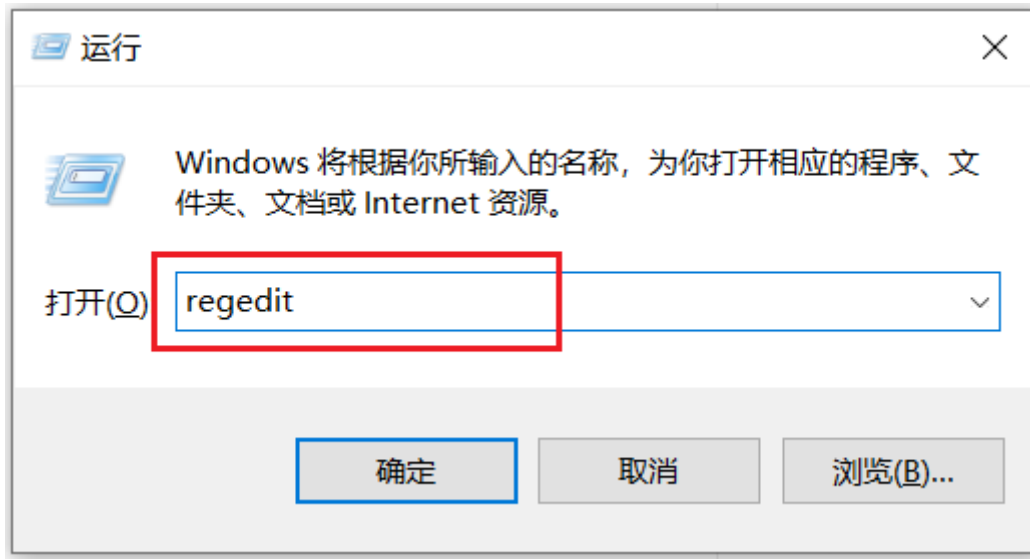 运行
Windows 将根据你所输入的名称，为你打开相应的程序、文
件夹、文档或 Internet 资源。
打开(O) regedit
确定 取消 浏览(B)...